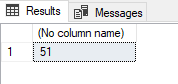 Results Messages
(No column name)
1 51